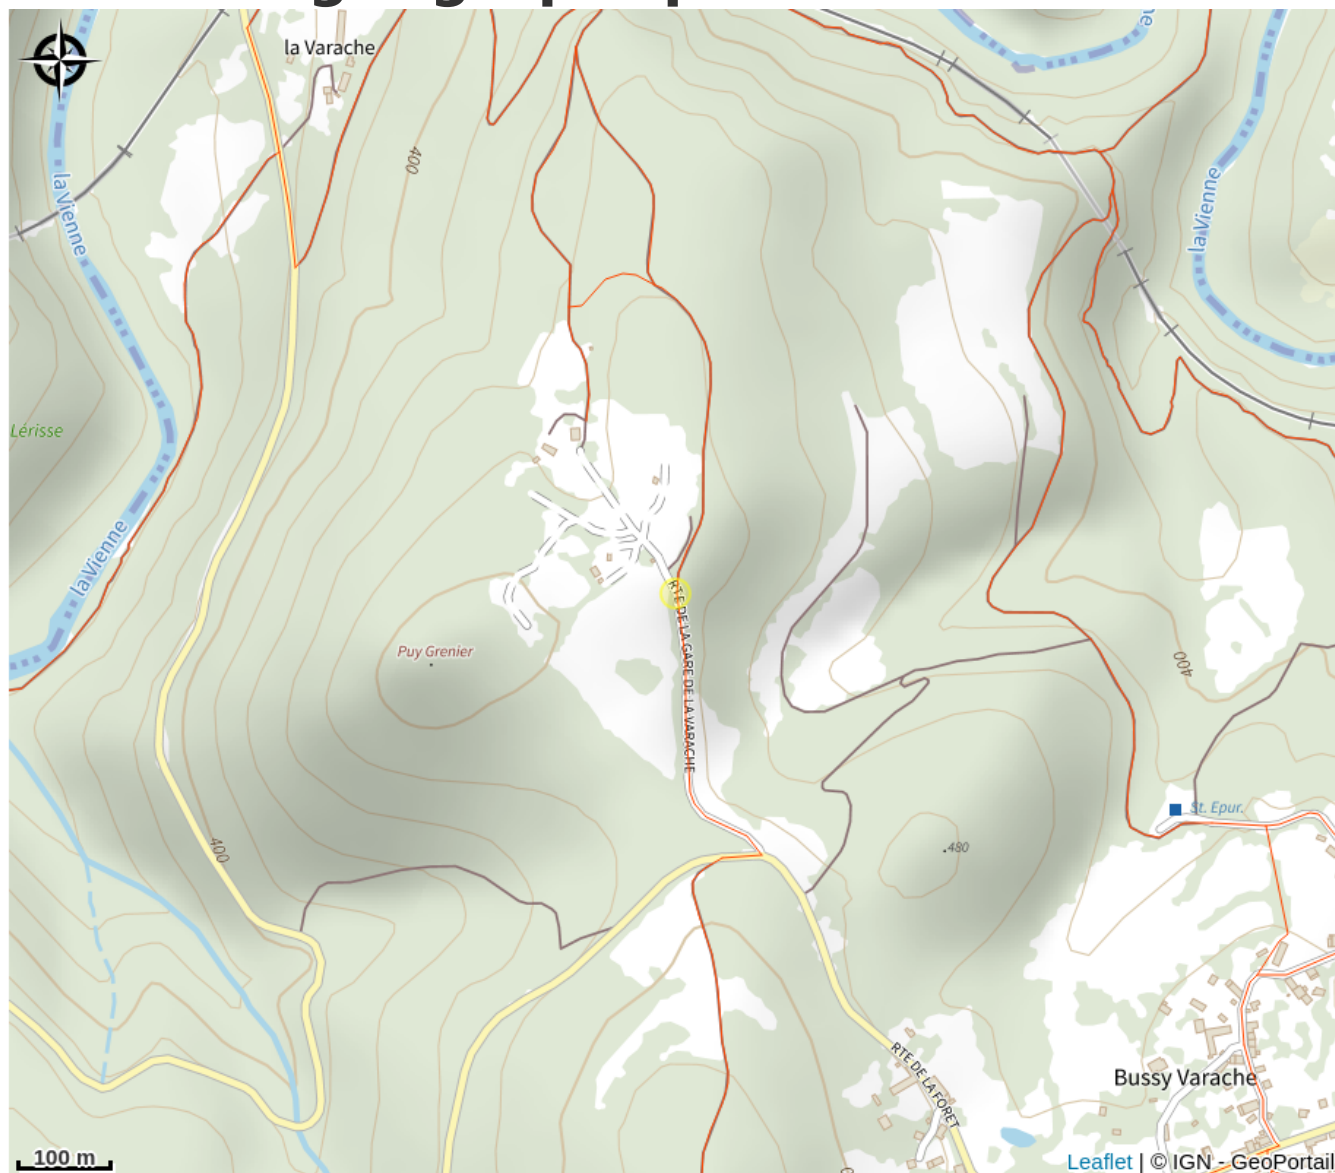 la Varache
la Vienne
400
la Vienne
Lérisse
la Vienne
RTE DE LA GARE DE LA VARACHE
Puy Grenier
400
St. Epur.
400
480
RTE DE LA FORET
Bussy Varache
100 m
Leaflet | © IGN - GeoPortail